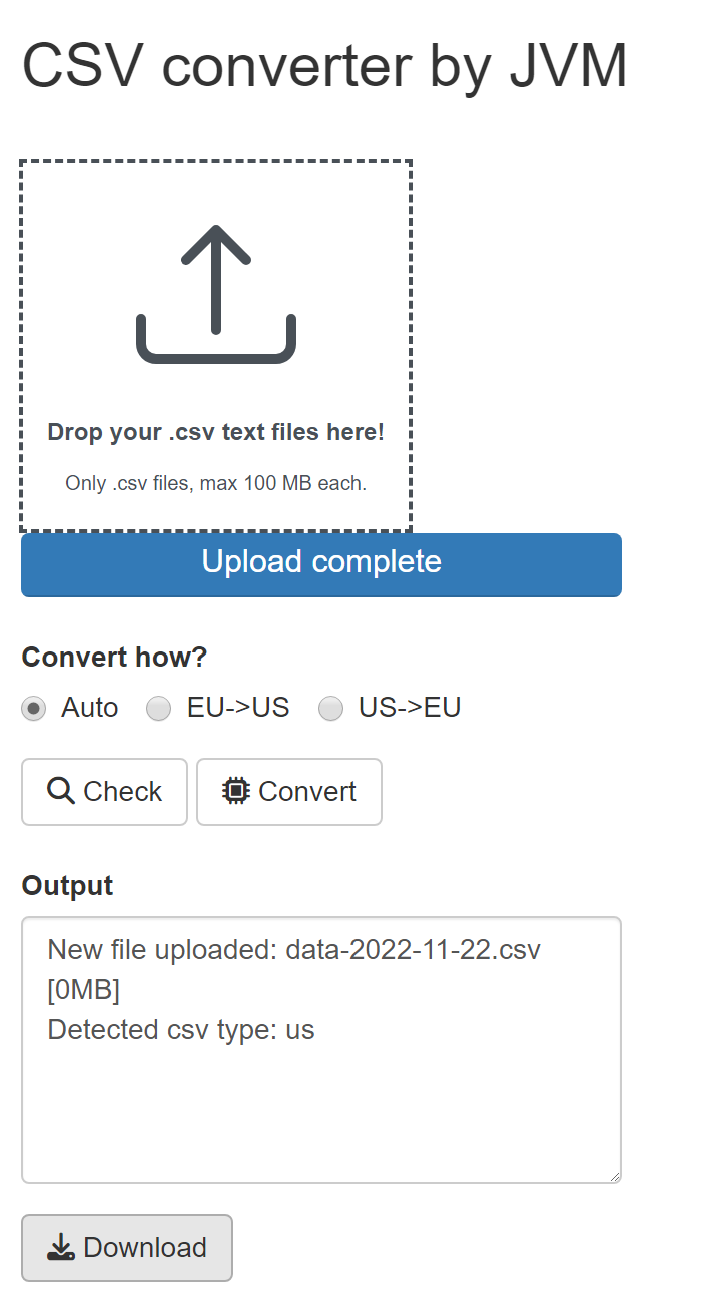 CSV converter by JVM
Drop your .csv text files here!
Only .csv files, max 100 MB each.
Upload complete
Convert how?
Auto EU->US US->EU
Check Convert
Output
New file uploaded: data-2022-11-22.csv
[0MB]
Detected csv type: us
Download